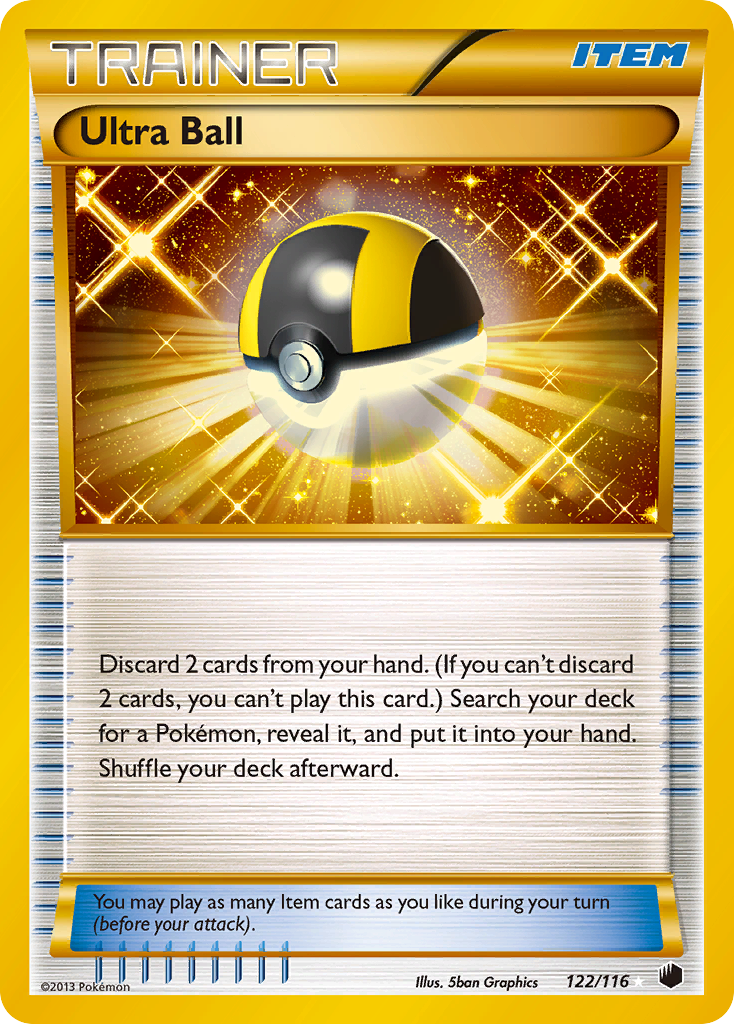 TRAINER
ITEM
Ultra Ball
Discard 2 cards from your hand. (If you can't discard
2 cards, you can't play this card.) Search your deck
for a Pokémon, reveal it, and put it into your hand.
Shuffle your deck afterward.
You may play as many Item cards as you like during your turn
(before your attack).
©2013 Pokémon
Illus. 5ban Graphics
122/116